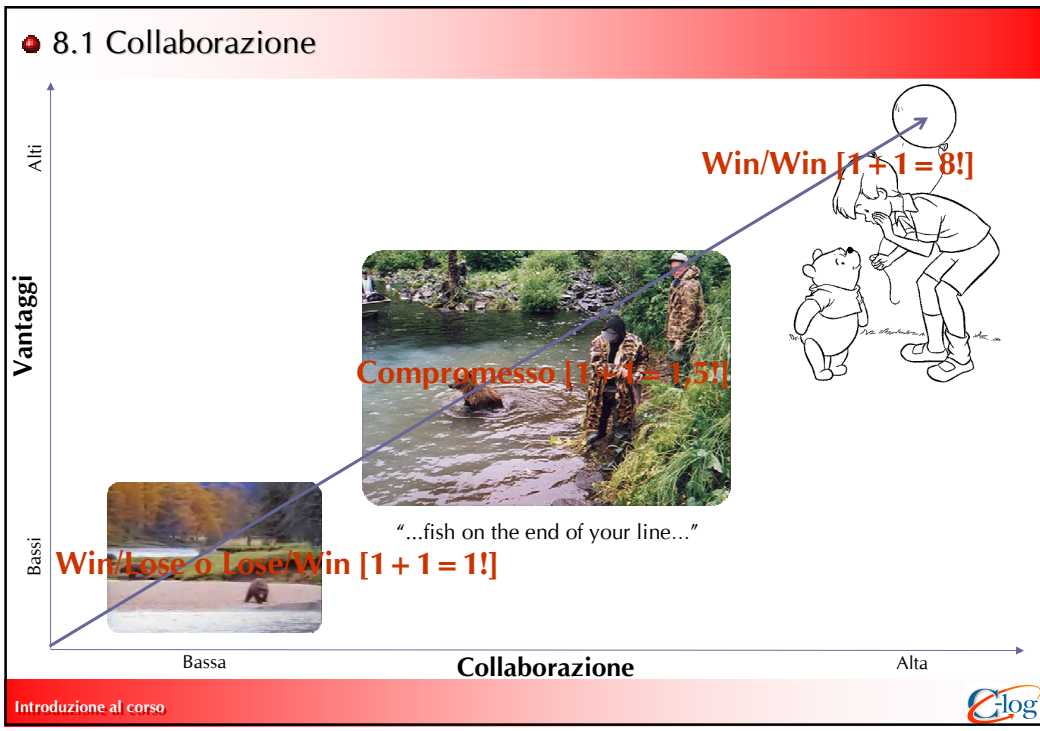 8.1 Collaborazione
Alti
Win/Win [1 + 1 = 8!]
Vantaggi
Compromesso [1 + 1 = 1,5!]
“...fish on the end of your line...”
Bassi
Win/Lose o Lose/Win [1 + 1 = 1!]
Bassa
Collaborazione
Alta
Introduzione al corso
C-log